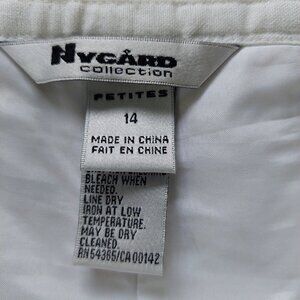 NYGÅRD
collection
PETITES
14
MADE IN CHINA
FAIT EN CHINE
BLEACH WHEN
NEEDED.
LINE DRY
IRON AT LOW
TEMPERATURE.
MAY BE DRY
CLEANED.
RN54365/CA00142